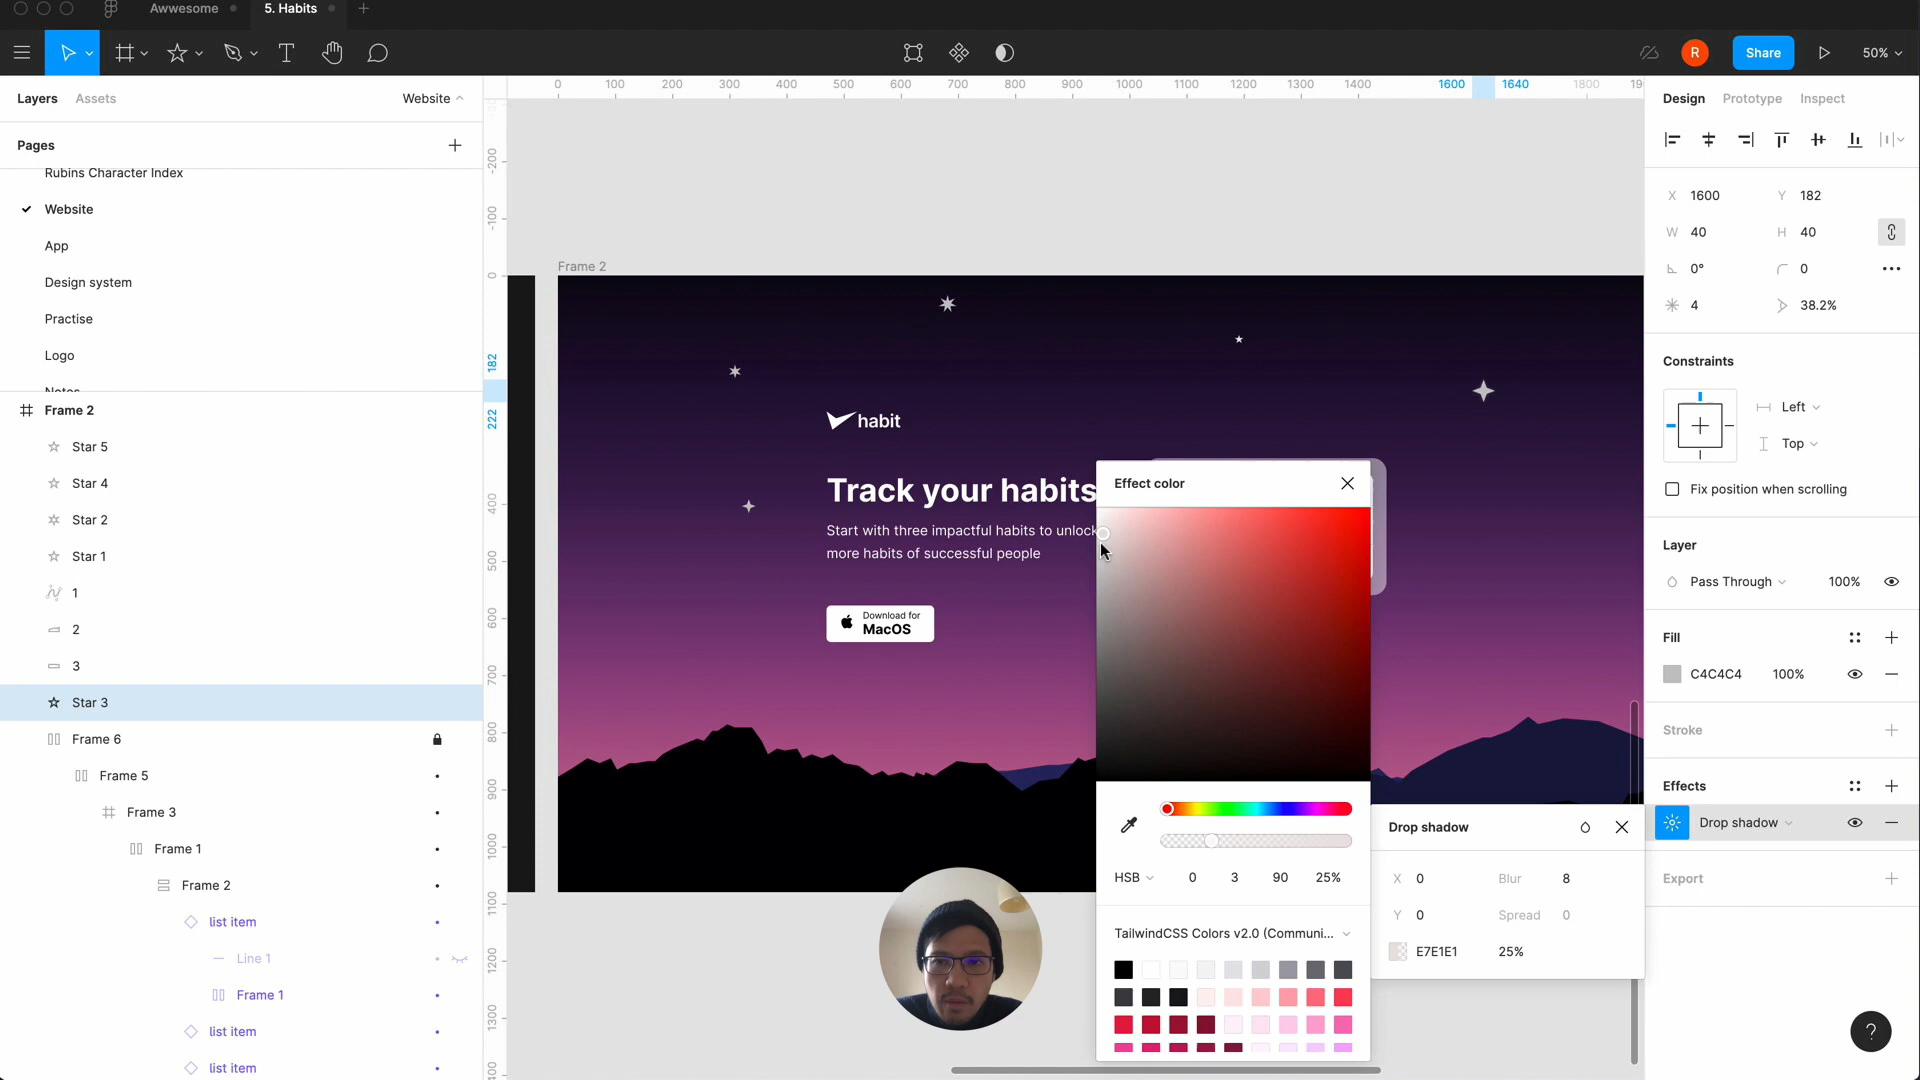 Awwesome
5. Habits
R
Share
50%
Layers
Assets
Website
Pages
Rubins Character Index
Website
App
Design system
Practise
Logo
Notes
Frame 2
Star 5
Star 4
Star 2
Star 1
1
2
3
Star 3
Frame 6
Frame 5
Frame 3
Frame 1
Frame 2
list item
Line 1
Frame 1
list item
list item
0 100 200 300 400 500 600 700 800 900 1000 1100 1200 1300 1400 1600 1640 1800
-200
-100
0
182
222
400
500
600
700
800
900
1000
1100
1200
1300
Frame 2
habit
Track your habits
Start with three impactful habits to unlock
more habits of successful people
Download for
MacOS
Effect color
HSB 0 3 90 25%
TailwindCSS Colors v2.0 (Communi...
Drop shadow
X 0 Blur 8
Y 0 Spread 0
E7E1E1 25%
Design Prototype Inspect
X 1600 Y 182
W 40 H 40
0° 0
4 38.2%
Constraints
Left
Top
Fix position when scrolling
Layer
Pass Through 100%
Fill
C4C4C4 100%
Stroke
Effects
Drop shadow
Export
?